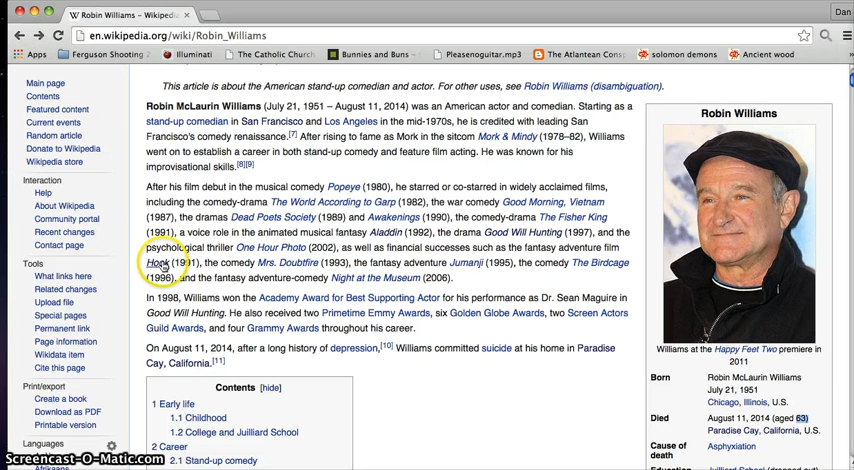 Robin Williams – Wikipedia
Dan
en.wikipedia.org/wiki/Robin_Williams
Apps Ferguson Shooting Illuminati The Catholic Church Bunnies and Buns - Pleasenoguitar.mp3 The Atlantean Cons solomon demons Ancient wood
Main page
Contents
Featured content
Current events
Random article
Donate to Wikipedia
Wikipedia store
Interaction
Help
About Wikipedia
Community portal
Recent changes
Contact page
Tools
What links here
Related changes
Upload file
Special pages
Permanent link
Page information
Wikidata item
Cite this page
Print/export
Create a book
Download as PDF
Printable version
Languages
Afrikaans
This article is about the American stand-up comedian and actor. For other uses, see Robin Williams (disambiguation).
Robin McLaurin Williams (July 21, 1951 – August 11, 2014) was an American actor and comedian. Starting as a
stand-up comedian in San Francisco and Los Angeles in the mid-1970s, he is credited with leading San
Francisco's comedy renaissance.[7] After rising to fame as Mork in the sitcom Mork & Mindy (1978–82), Williams
went on to establish a career in both stand-up comedy and feature film acting. He was known for his
improvisational skills.[8][9]
After his film debut in the musical comedy Popeye (1980), he starred or co-starred in widely acclaimed films,
including the comedy-drama The World According to Garp (1982), the war comedy Good Morning, Vietnam
(1987), the dramas Dead Poets Society (1989) and Awakenings (1990), the comedy-drama The Fisher King
(1991), a voice role in the animated musical fantasy Aladdin (1992), the drama Good Will Hunting (1997), and the
psychological thriller One Hour Photo (2002), as well as financial successes such as the fantasy adventure film
Hook (1991), the comedy Mrs. Doubtfire (1993), the fantasy adventure Jumanji (1995), the comedy The Birdcage
(1996), and the fantasy adventure-comedy Night at the Museum (2006).
In 1998, Williams won the Academy Award for Best Supporting Actor for his performance as Dr. Sean Maguire in
Good Will Hunting. He also received two Primetime Emmy Awards, six Golden Globe Awards, two Screen Actors
Guild Awards, and four Grammy Awards throughout his career.
On August 11, 2014, after a long history of depression,[10] Williams committed suicide at his home in Paradise
Cay, California.[11]
Contents [hide]
1 Early life
1.1 Childhood
1.2 College and Juilliard School
2 Career
2.1 Stand-up comedy
Robin Williams
Williams at the Happy Feet Two premiere in
2011
Born Robin McLaurin Williams
July 21, 1951
Chicago, Illinois, U.S.
Died August 11, 2014 (aged 63)
Paradise Cay, California, U.S.
Cause of
death Asphyxiation
Screencast-O-Matic.com